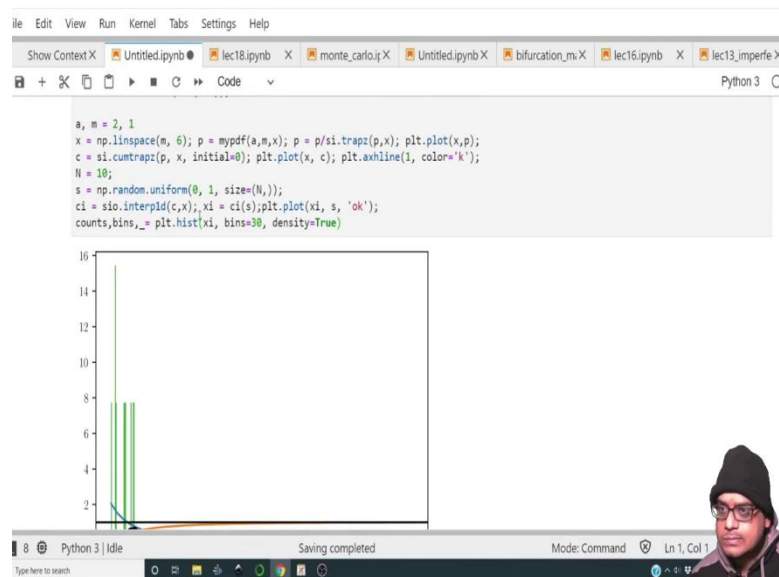 ile Edit View Run Kernel Tabs Settings Help
Show Context X Untitled.ipynb ● lec18.ipynb X monte_carlo.ip X Untitled.ipynb X bifurcation_m. X lec16.ipynb X lec13_imperfe X
Code Python 3
a, m = 2, 1
x = np.linspace(m, 6); p = mypdf(a,m,x); p = p/si.trapz(p,x); plt.plot(x,p);
c = si.cumtrapz(p, x, initial=0); plt.plot(x, c); plt.axhline(1, color='k');
N = 10;
s = np.random.uniform(0, 1, size=(N,));
ci = sio.interp1d(c,x); xi = ci(s);plt.plot(xi, s, 'ok');
counts,bins,_= plt.hist(xi, bins=30, density=True)
16
14
12
10
8
6
4
2
8 Python 3 | Idle Saving completed Mode: Command Ln 1, Col 1
Type here to search